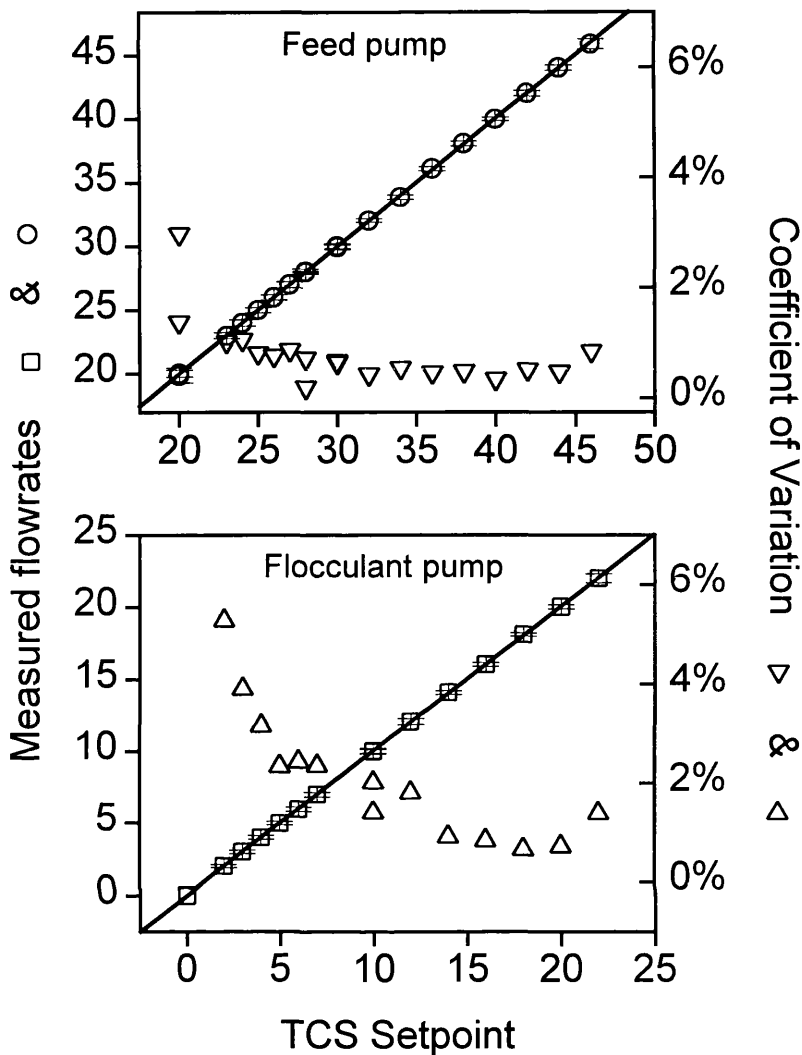 Feed pump
45
40
35
30
25
20
6%
4%
2%
0%
20 25 30 35 40 45 50
Measured flowrates □ & ○
Coefficient of Variation ▽ & △
Flocculant pump
25
20
15
10
5
0
6%
4%
2%
0%
0 5 10 15 20 25
TCS Setpoint